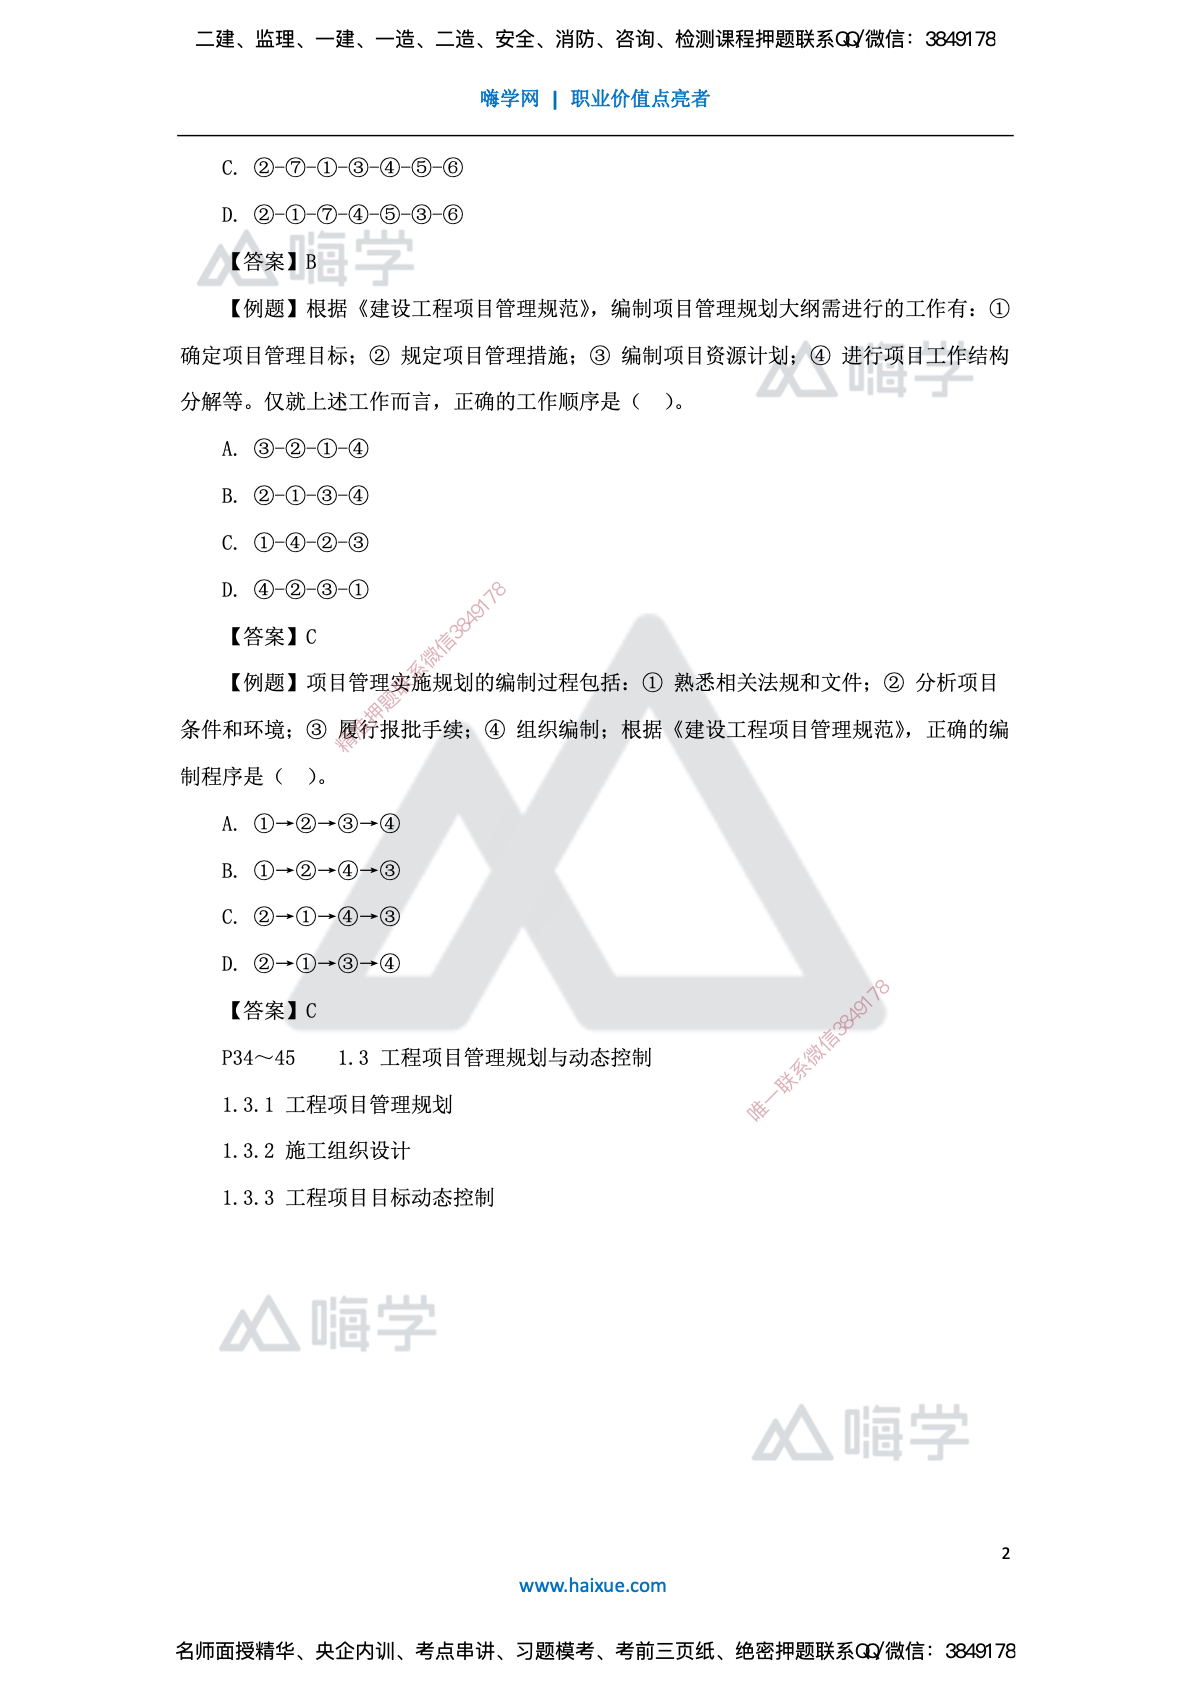 二建、监理、一建、一造、二造、安全、消防、咨询、检测课程押题联系QQ/微信：3849178
嗨学网 | 职业价值点亮者
C. ②-⑦-①-③-④-⑤-⑥
D. ②-①-⑦-④-⑤-③-⑥
嗨学
【答案】B
【例题】根据《建设工程项目管理规范》，编制项目管理规划大纲需进行的工作有：①
确定项目管理目标；② 规定项目管理措施；③ 编制项目资源计划；④ 进行项目工作结构
嗨学
分解等。仅就上述工作而言，正确的工作顺序是（ ）。
A. ③-②-①-④
B. ②-①-③-④
C. ①-④-②-③
D. ④-②-③-①
【答案】C
精准押题联系微信3849178
【例题】项目管理实施规划的编制过程包括：① 熟悉相关法规和文件；② 分析项目
条件和环境；③ 履行报批手续；④ 组织编制；根据《建设工程项目管理规范》，正确的编
制程序是（ ）。
A. ①→②→③→④
B. ①→②→④→③
C. ②→①→④→③
D. ②→①→③→④
【答案】C
唯一联系微信3849178
P34～45 1.3 工程项目管理规划与动态控制
1.3.1 工程项目管理规划
1.3.2 施工组织设计
1.3.3 工程项目目标动态控制
嗨学
嗨学
2
www.haixue.com
名师面授精华、央企内训、考点串讲、习题模考、考前三页纸、绝密押题联系QQ/微信：3849178